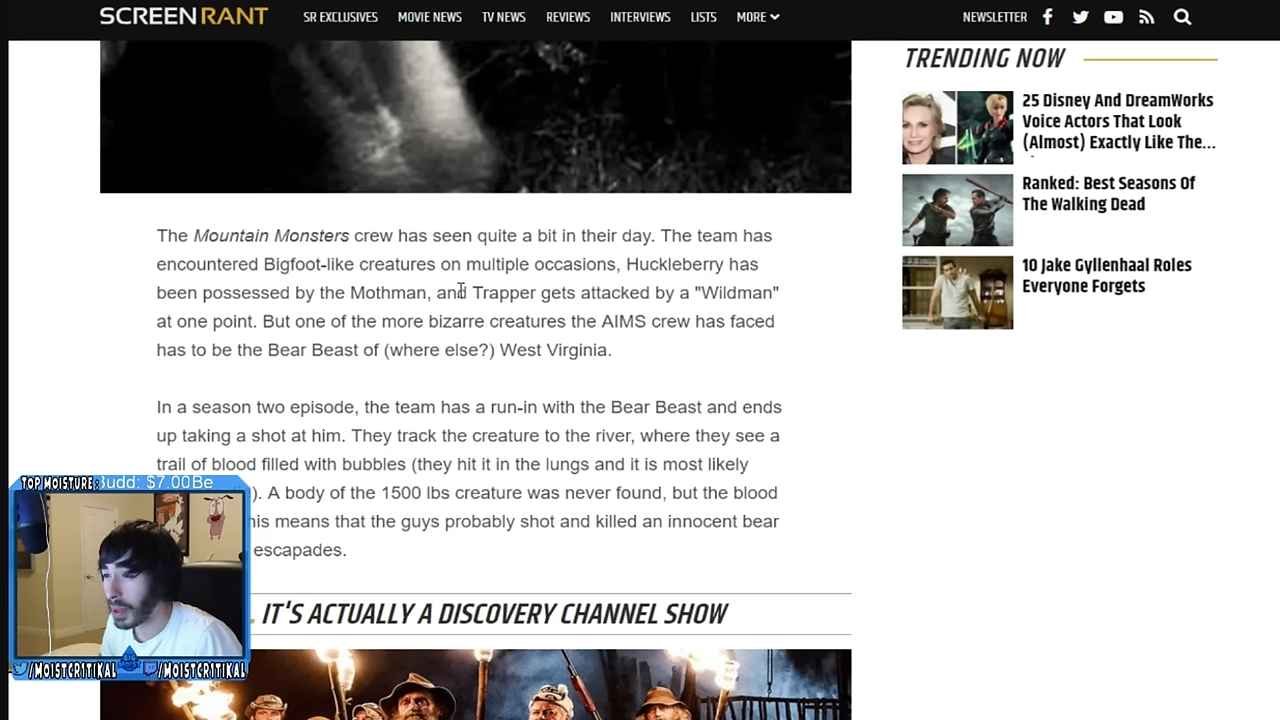 SCREENRANT
SR EXCLUSIVES MOVIE NEWS TV NEWS REVIEWS INTERVIEWS LISTS MORE
NEWSLETTER
The Mountain Monsters crew has seen quite a bit in their day. The team has
encountered Bigfoot-like creatures on multiple occasions, Huckleberry has
been possessed by the Mothman, and Trapper gets attacked by a "Wildman"
at one point. But one of the more bizarre creatures the AIMS crew has faced
has to be the Bear Beast of (where else?) West Virginia.
In a season two episode, the team has a run-in with the Bear Beast and ends
up taking a shot at him. They track the creature to the river, where they see a
trail of blood filled with bubbles (they hit it in the lungs and it is most likely
). A body of the 1500 lbs creature was never found, but the blood
his means that the guys probably shot and killed an innocent bear
escapades.
. IT'S ACTUALLY A DISCOVERY CHANNEL SHOW
TRENDING NOW
25 Disney And DreamWorks
Voice Actors That Look
(Almost) Exactly Like The...
Ranked: Best Seasons Of
The Walking Dead
10 Jake Gyllenhaal Roles
Everyone Forgets
TOP MOISTURE: Budd: $7.00Be
/MOISTCR1TIKAL
BIG MOIST
/MOISTCR1TIKAL